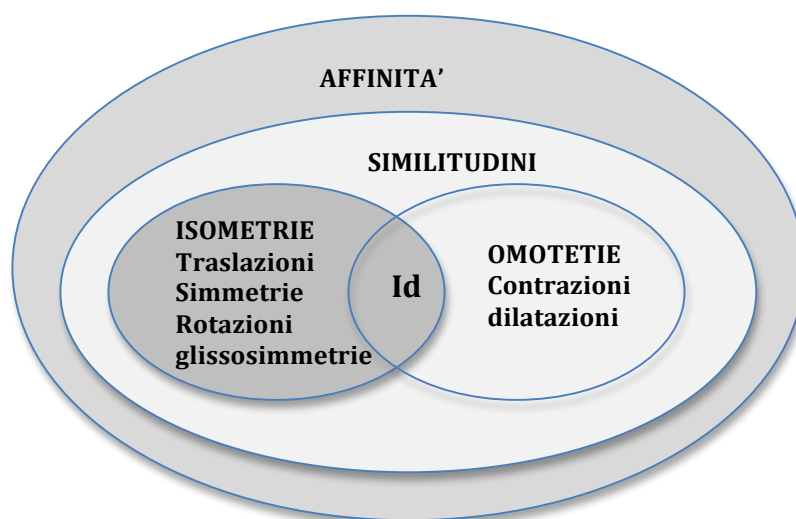 AFFINITA’
SIMILITUDINI
ISOMETRIE
Traslazioni
Simmetrie
Rotazioni
glissosimmetrie
Id
OMOTETIE
Contrazioni
dilatazioni